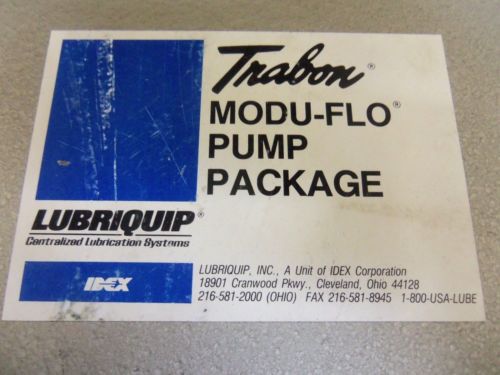 Trabon®
MODU-FLO®
PUMP
PACKAGE
LUBRIQUIP®
Centralized Lubrication Systems
IDEX
LUBRIQUIP, INC., A Unit of IDEX Corporation
18901 Cranwood Pkwy., Cleveland, Ohio 44128
216-581-2000 (OHIO) FAX 216-581-8945 1-800-USA-LUBE